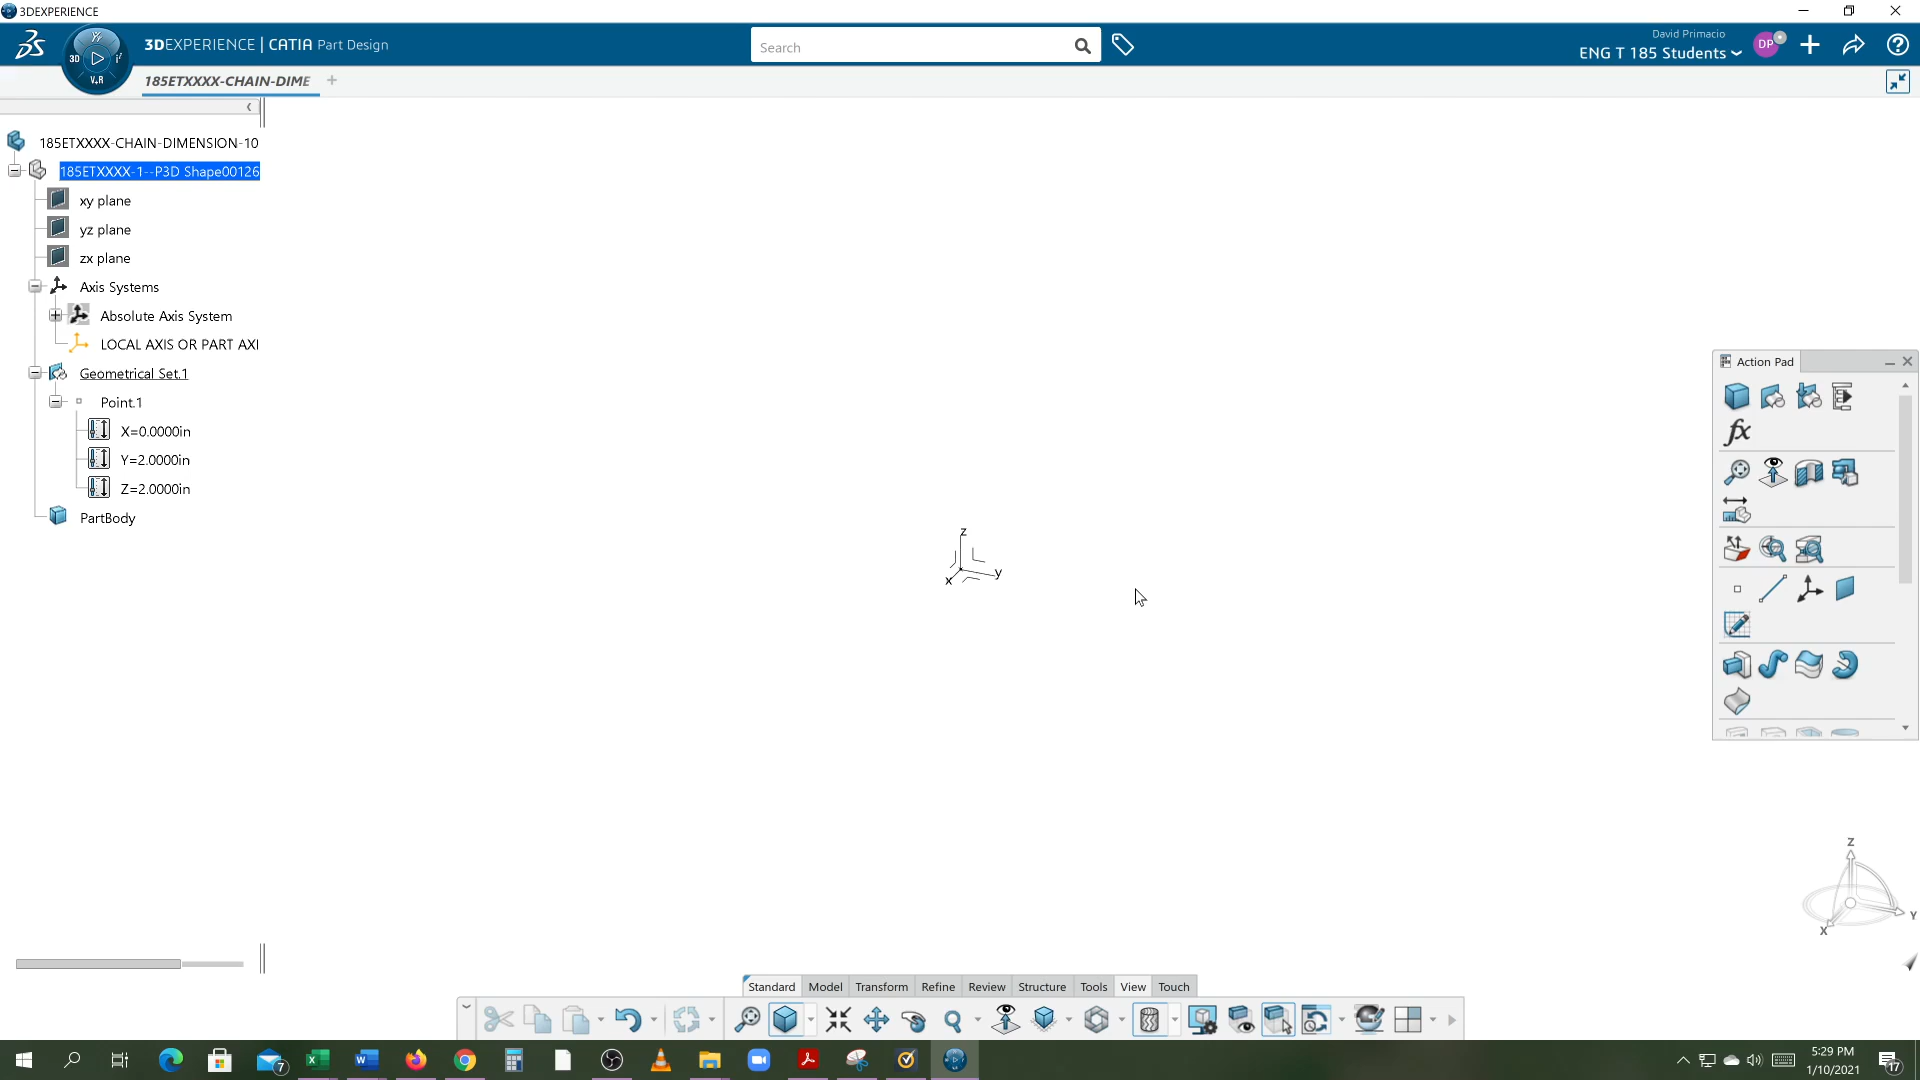 3DEXPERIENCE
3DEXPERIENCE | CATIA Part Design
Search
David Primacio
ENG T 185 Students
DP
3D
V.R
185ETXXXX-CHAIN-DIME
185ETXXXX-CHAIN-DIMENSION-10
185ETXXXX-1--P3D Shape00126
xy plane
yz plane
zx plane
Axis Systems
Absolute Axis System
LOCAL AXIS OR PART AXI
Geometrical Set.1
Point.1
X=0.0000in
Y=2.0000in
Z=2.0000in
PartBody
z
y
x
Action Pad
fx
Z
Y
X
Standard Model Transform Refine Review Structure Tools View Touch
7
5:29 PM
1/10/2021
17